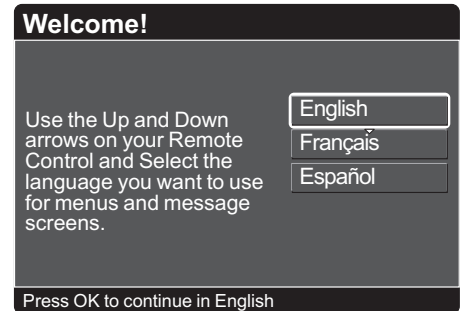 Welcome!
Use the Up and Down
arrows on your Remote
Control and Select the
language you want to use
for menus and message
screens.
English
Français
Español
Press OK to continue in English